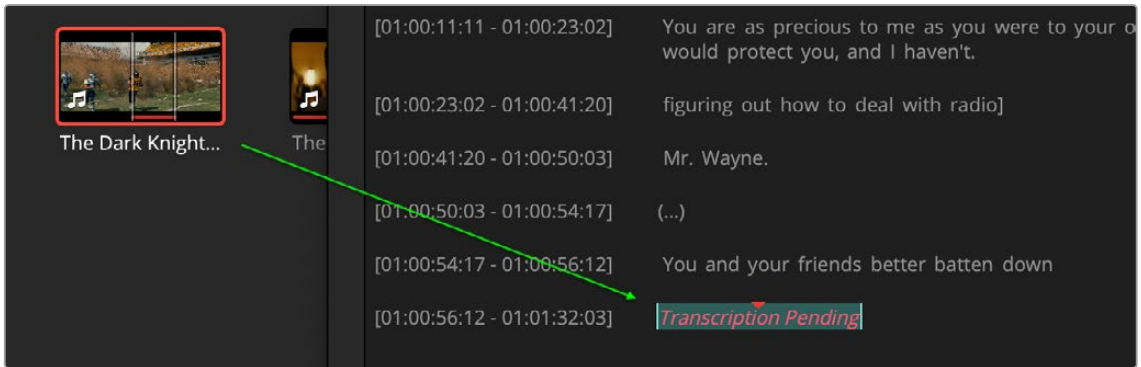 The Dark Knight...
The
[01:00:11:11 - 01:00:23:02] You are as precious to me as you were to your
would protect you, and I haven't.
[01:00:23:02 - 01:00:41:20] figuring out how to deal with radio]
[01:00:41:20 - 01:00:50:03] Mr. Wayne.
[01:00:50:03 - 01:00:54:17] (...)
[01:00:54:17 - 01:00:56:12] You and your friends better batten down
[01:00:56:12 - 01:01:32:03] Transcription Pending